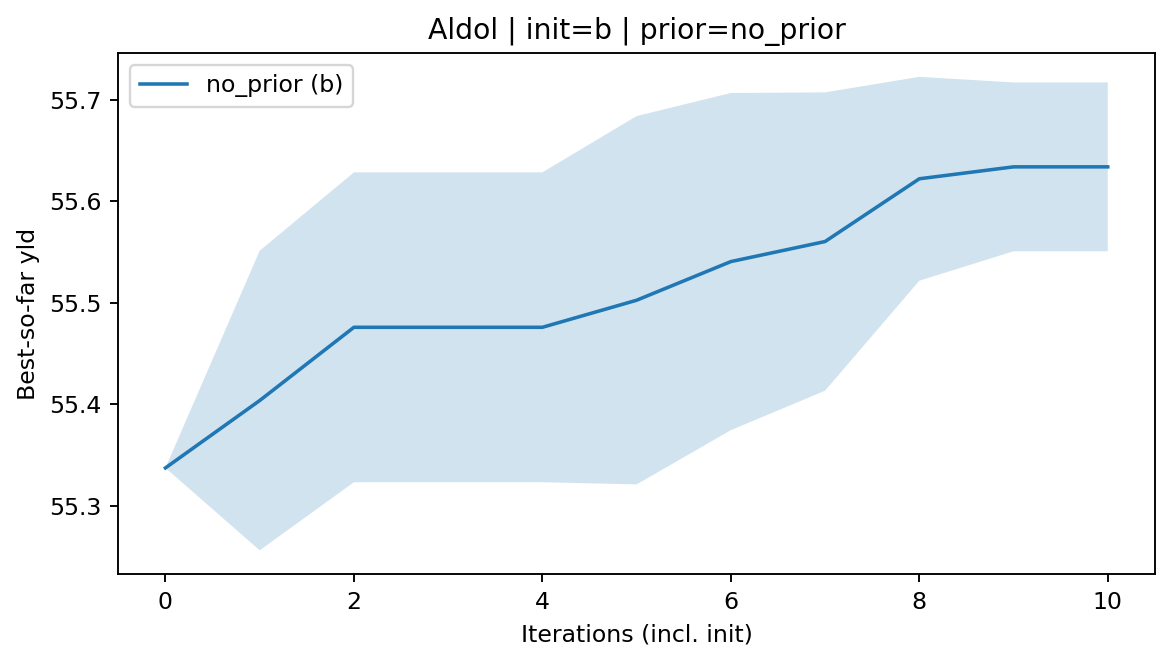 Aldol | init=b | prior=no_prior
no_prior (b)
Best-so-far yld
55.7
55.6
55.5
55.4
55.3
0 2 4 6 8 10
Iterations (incl. init)